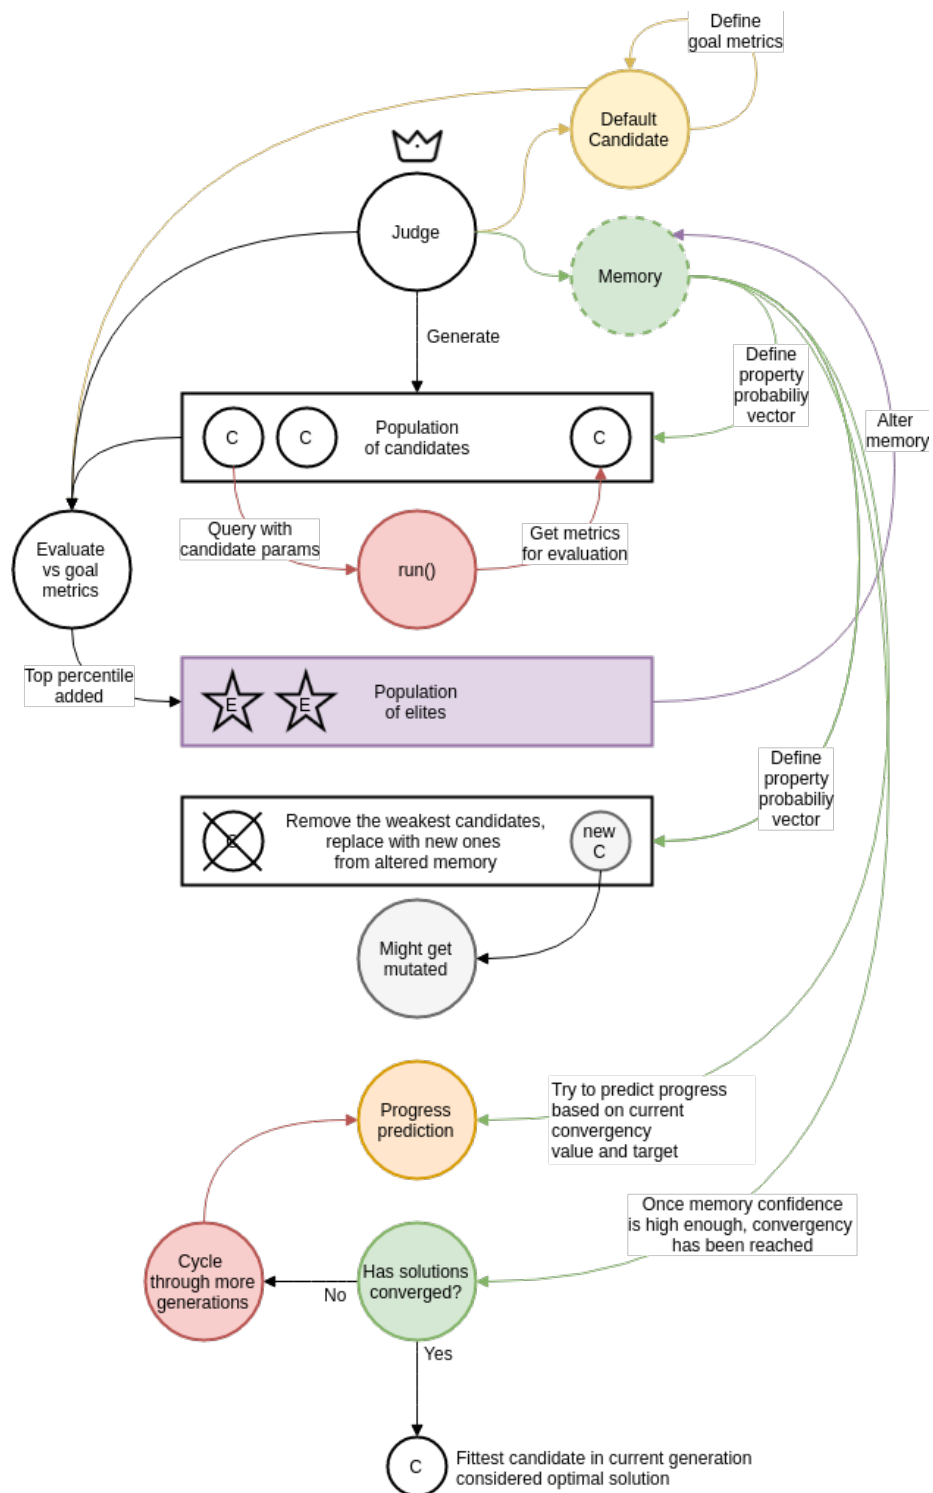 Define
goal metrics
Default
Candidate
Judge
Memory
Generate
Define
property
probabiliy
vector
Alter
memory
C
C
Population
of candidates
C
Query with
candidate params
run()
Get metrics
for evaluation
Evaluate
vs goal
metrics
Top percentile
added
E
E
Population
of elites
Define
property
probabiliy
vector
C
Remove the weakest candidates,
replace with new ones
from altered memory
new
C
Might get
mutated
Progress
prediction
Try to predict progress
based on current
convergency
value and target
Once memory confidence
is high enough, convergency
has been reached
Cycle
through more
generations
No
Has solutions
converged?
Yes
C
Fittest candidate in current generation
considered optimal solution